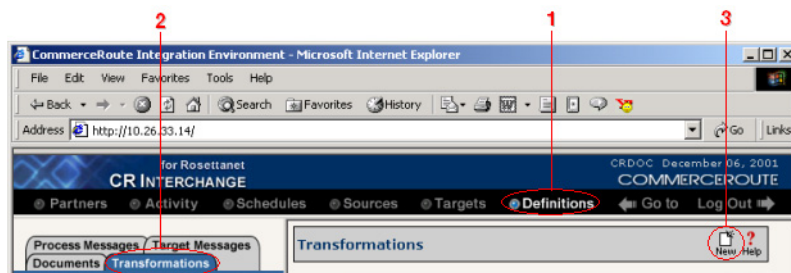 2 1 3
CommerceRoute Integration Environment - Microsoft Internet Explorer
File Edit View Favorites Tools Help
Back Search Favorites History
Address http://10.26.33.14/ Go Links
for Rosettanet CRDOC December 06, 2001
CR INTERCHANGE COMMERCEROUTE
Partners Activity Schedules Sources Targets Definitions Go to Log Out
Process Messages Target Messages
Documents Transformations
Transformations New Help